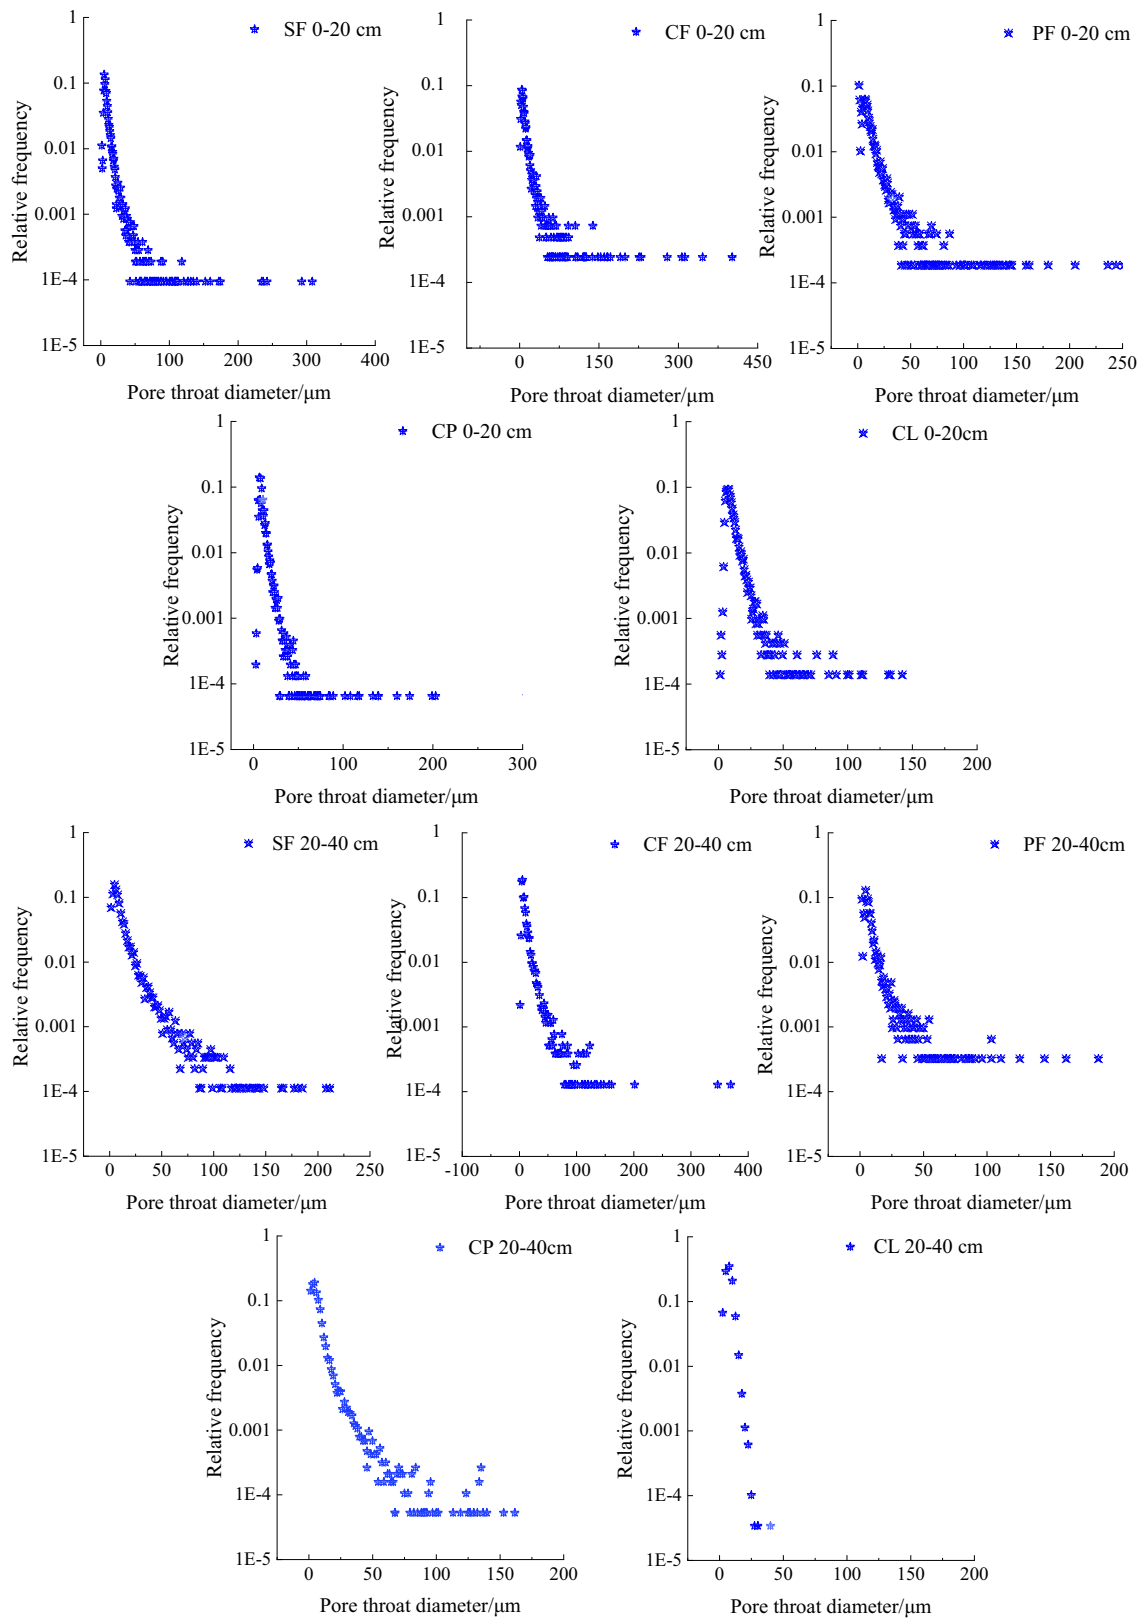 SF 0-20 cm
1
0.1
0.01
0.001
1E-4
1E-5
Relative frequency
0
100
200
300
400
Pore throat diameter/μm
CF 0-20 cm
1
0.1
0.01
0.001
1E-4
1E-5
Relative frequency
0
150
300
450
Pore throat diameter/μm
PF 0-20 cm
1
0.1
0.01
0.001
1E-4
1E-5
Relative frequency
0
50
100
150
200
250
Pore throat diameter/μm
CP 0-20 cm
1
0.1
0.01
0.001
1E-4
1E-5
Relative frequency
0
100
200
300
Pore throat diameter/μm
CL 0-20cm
1
0.1
0.01
0.001
1E-4
1E-5
Relative frequency
0
50
100
150
200
Pore throat diameter/μm
SF 20-40 cm
1
0.1
0.01
0.001
1E-4
1E-5
Relative frequency
0
50
100
150
200
250
Pore throat diameter/μm
CF 20-40 cm
1
0.1
0.01
0.001
1E-4
1E-5
Relative frequency
-100
0
100
200
300
400
Pore throat diameter/μm
PF 20-40cm
1
0.1
0.01
0.001
1E-4
1E-5
Relative frequency
0
50
100
150
200
Pore throat diameter/μm
CP 20-40cm
1
0.1
0.01
0.001
1E-4
1E-5
Relative frequency
0
50
100
150
200
Pore throat diameter/μm
CL 20-40 cm
1
0.1
0.01
0.001
1E-4
1E-5
Relative frequency
0
50
100
150
200
Pore throat diameter/μm